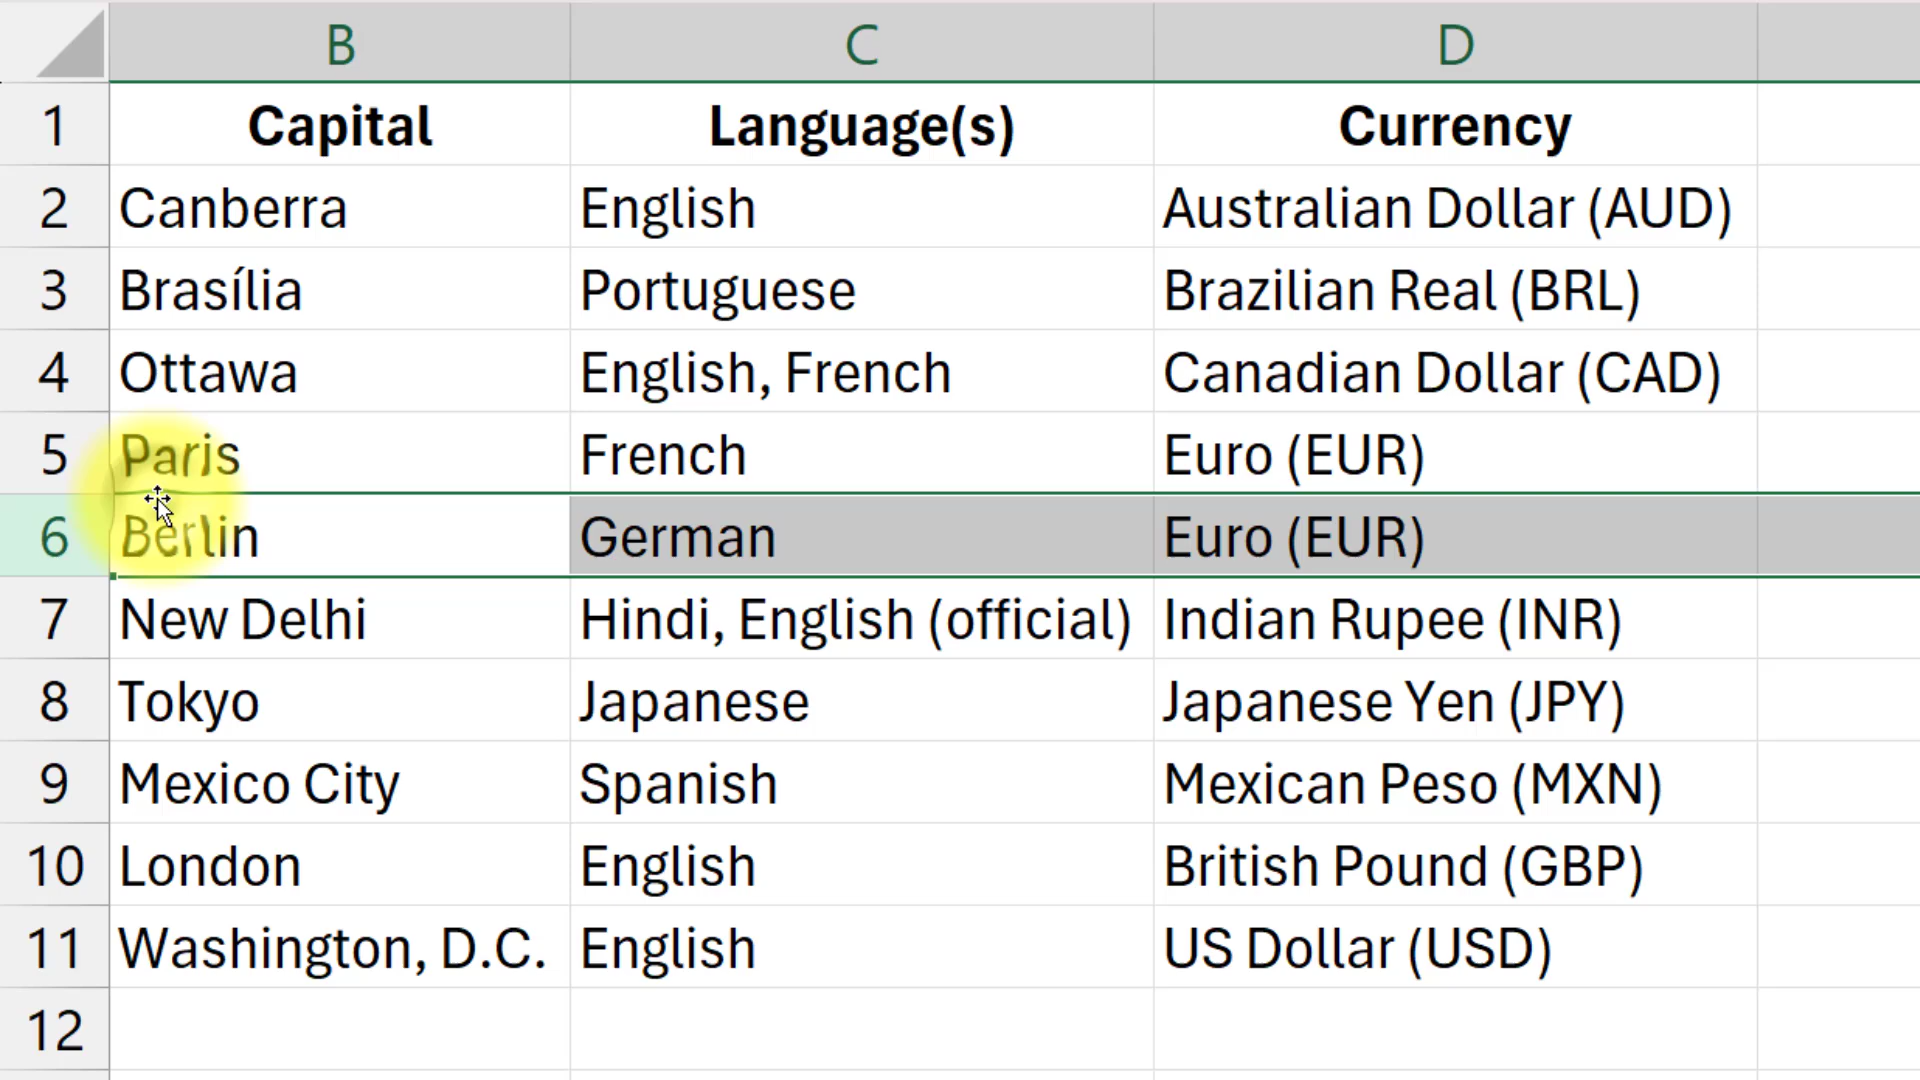 B C D
1 Capital Language(s) Currency
2 Canberra English Australian Dollar (AUD)
3 Brasília Portuguese Brazilian Real (BRL)
4 Ottawa English, French Canadian Dollar (CAD)
5 Paris French Euro (EUR)
6 Berlin German Euro (EUR)
7 New Delhi Hindi, English (official) Indian Rupee (INR)
8 Tokyo Japanese Japanese Yen (JPY)
9 Mexico City Spanish Mexican Peso (MXN)
10 London English British Pound (GBP)
11 Washington, D.C. English US Dollar (USD)
12